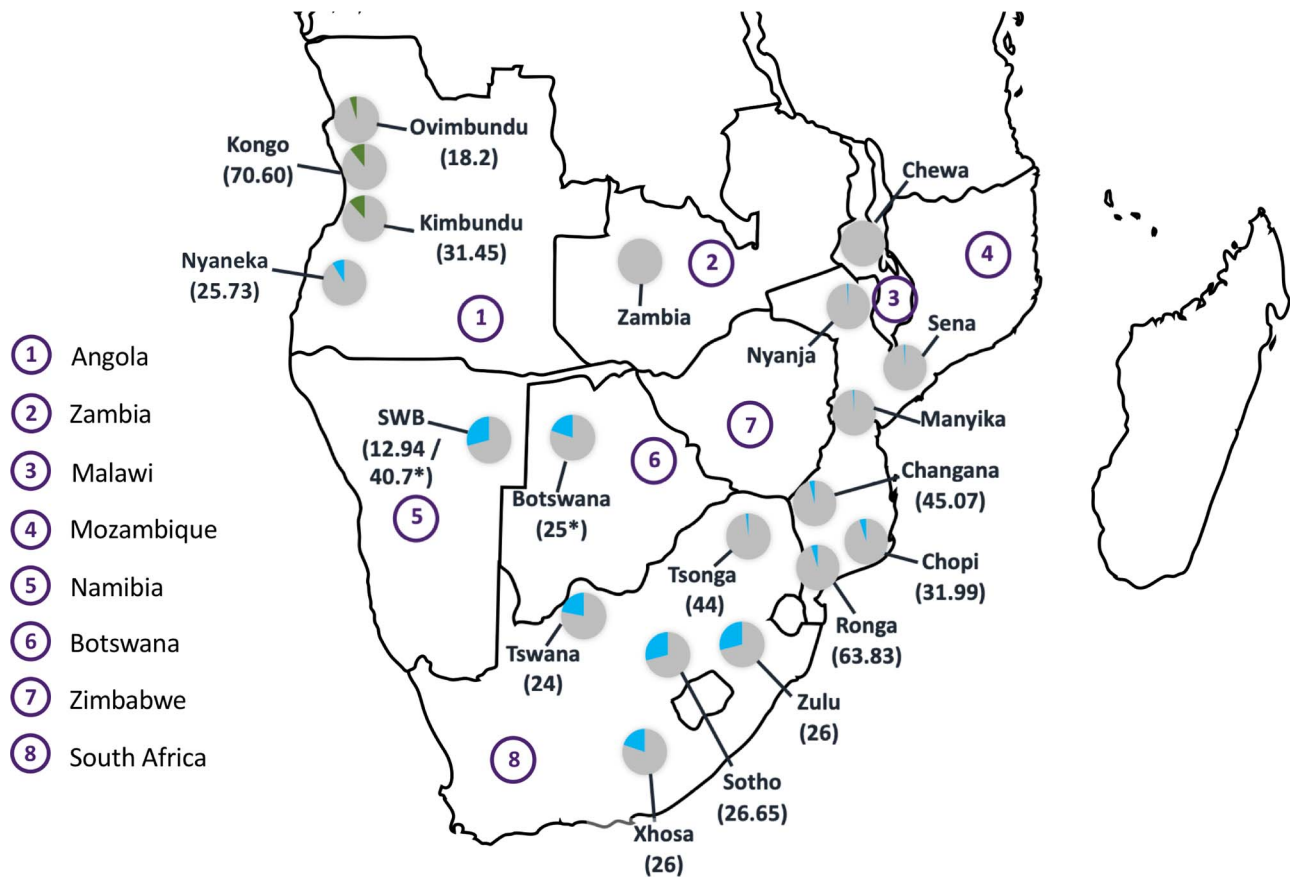 Ovimbundu
(18.2)
Kongo
(70.60)
Kimbundu
(31.45)
Nyaneka
(25.73)
Chewa
Zambia
Nyanja
Sena
Manyika
SWB
(12.94 /
40.7*)
Botswana
(25*)
Changana
(45.07)
Chopi
(31.99)
Tsonga
(44)
Ronga
(63.83)
Tswana
(24)
Zulu
(26)
Sotho
(26.65)
Xhosa
(26)
1
2
3
4
5
6
7
8
1 Angola
2 Zambia
3 Malawi
4 Mozambique
5 Namibia
6 Botswana
7 Zimbabwe
8 South Africa